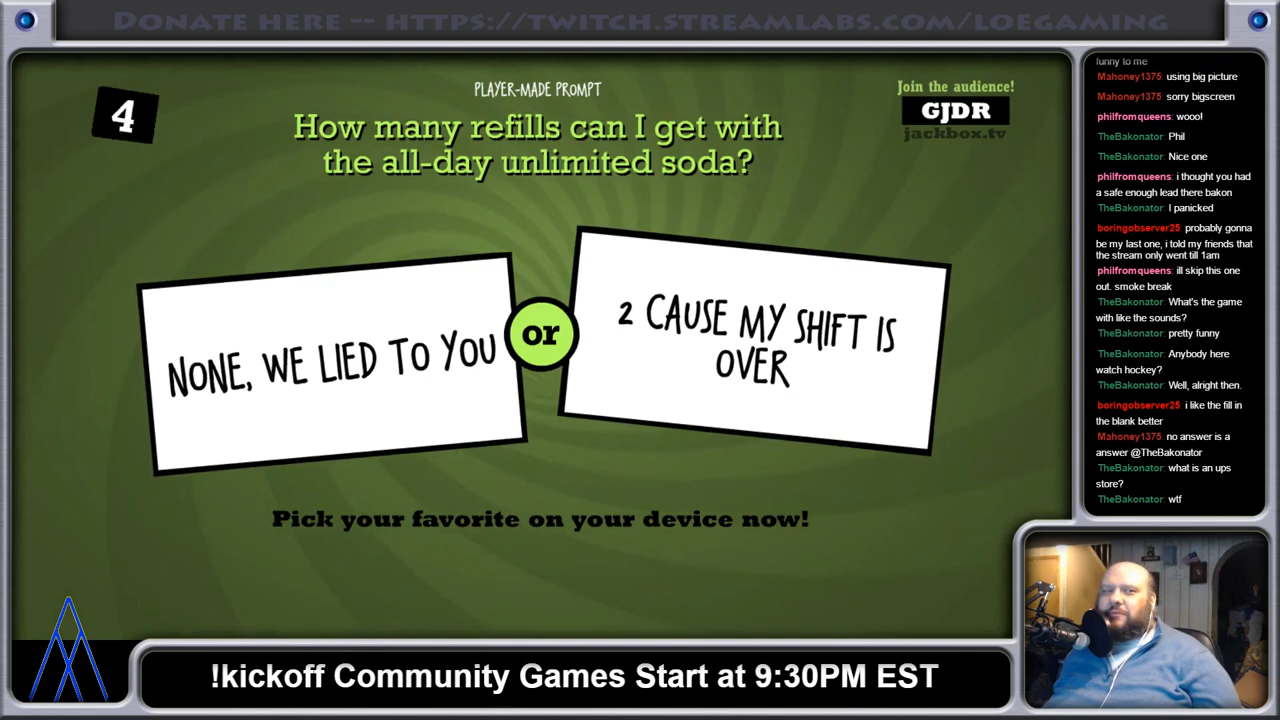 DONATE HERE -- HTTPS://TWITCH.STREAMLABS.COM/LOEGAMING
4
PLAYER-MADE PROMPT
How many refills can I get with
the all-day unlimited soda?
Join the audience!
GJDR
jackbox.tv
NONE, WE LIED TO YOU
or
2 CAUSE MY SHIFT IS
OVER
Pick your favorite on your device now!
funny to me
Mahoney1375: using big picture
Mahoney1375: sorry bigscreen
philfromqueens: wooo!
TheBakonator: Phil
TheBakonator: Nice one
philfromqueens: i thought you had
a safe enough lead there bakon
TheBakonator: I panicked
boringobserver25: probably gonna
be my last one, i told my friends that
the stream only went till 1am
philfromqueens: ill skip this one
out. smoke break
TheBakonator: What's the game
with like the sounds?
TheBakonator: pretty funny
TheBakonator: Anybody here
watch hockey?
TheBakonator: Well, alright then.
boringobserver25: i like the fill in
the blank better
Mahoney1375: no answer is a
answer @TheBakonator
TheBakonator: what is an ups
store?
TheBakonator: wtf
!kickoff Community Games Start at 9:30PM EST